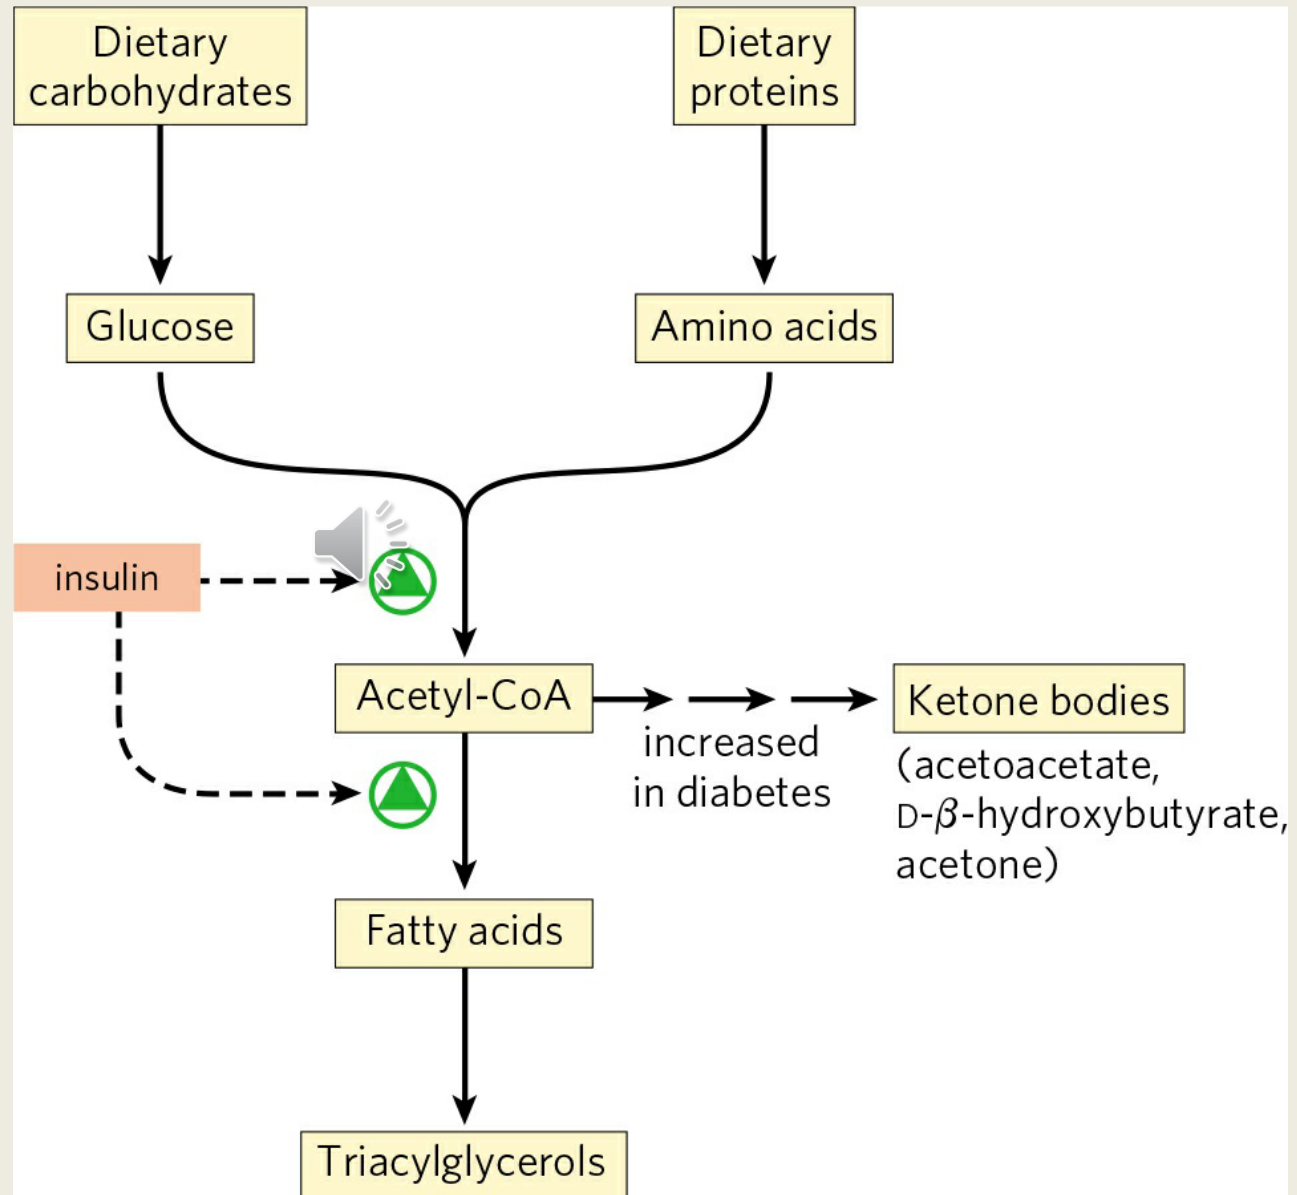 Dietary
carbohydrates
Dietary
proteins
Glucose
Amino acids
insulin
Acetyl-CoA
increased
in diabetes
Ketone bodies
(acetoacetate,
D-β-hydroxybutyrate,
acetone)
Fatty acids
Triacylglycerols